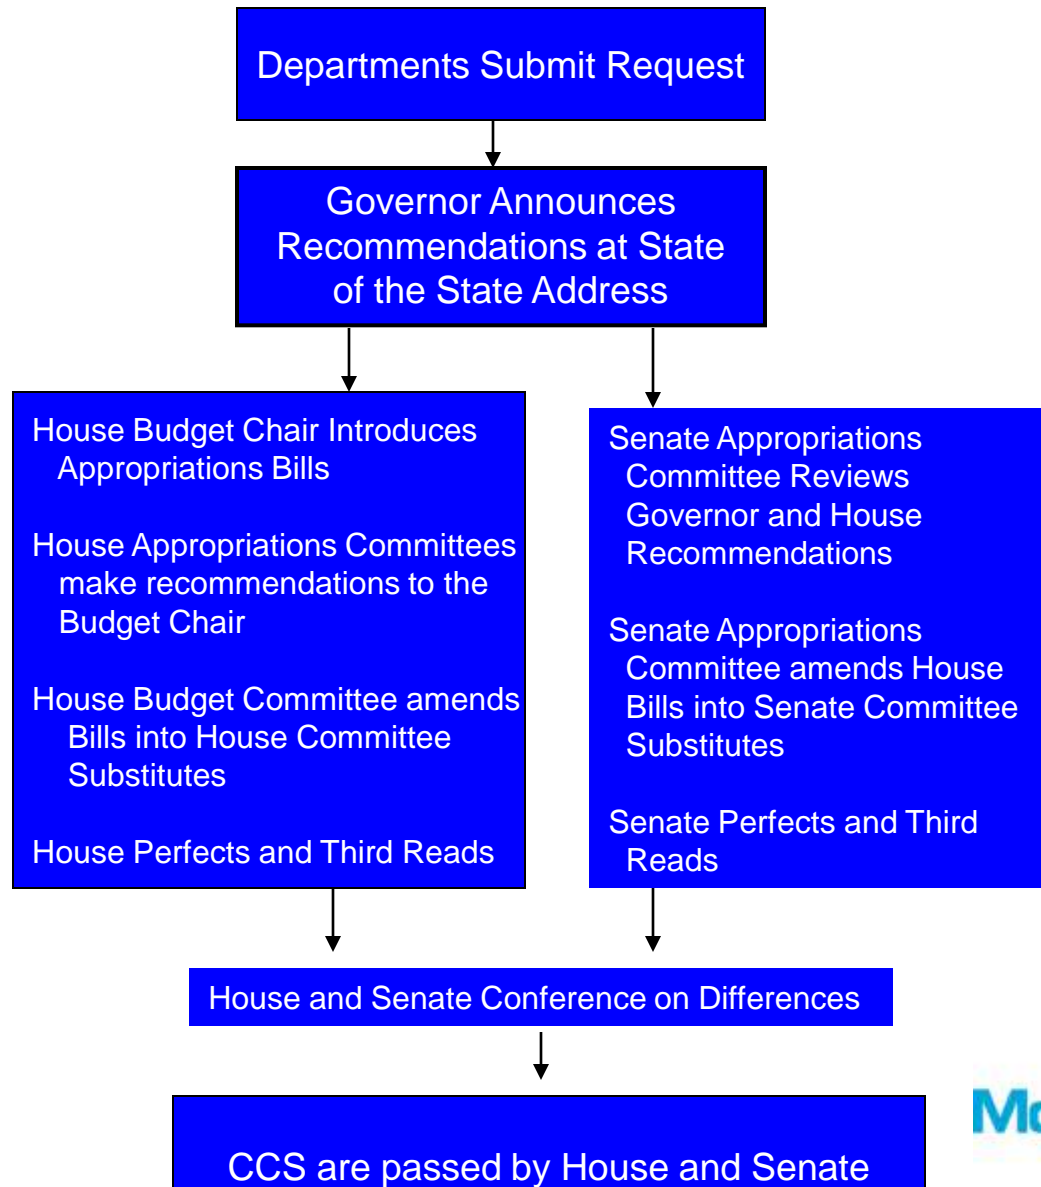 Departments Submit Request
Governor Announces
Recommendations at State
of the State Address
House Budget Chair Introduces
Appropriations Bills
House Appropriations Committees
make recommendations to the
Budget Chair
House Budget Committee amends
Bills into House Committee
Substitutes
House Perfects and Third Reads
Senate Appropriations
Committee Reviews
Governor and House
Recommendations
Senate Appropriations
Committee amends House
Bills into Senate Committee
Substitutes
Senate Perfects and Third
Reads
House and Senate Conference on Differences
CCS are passed by House and Senate